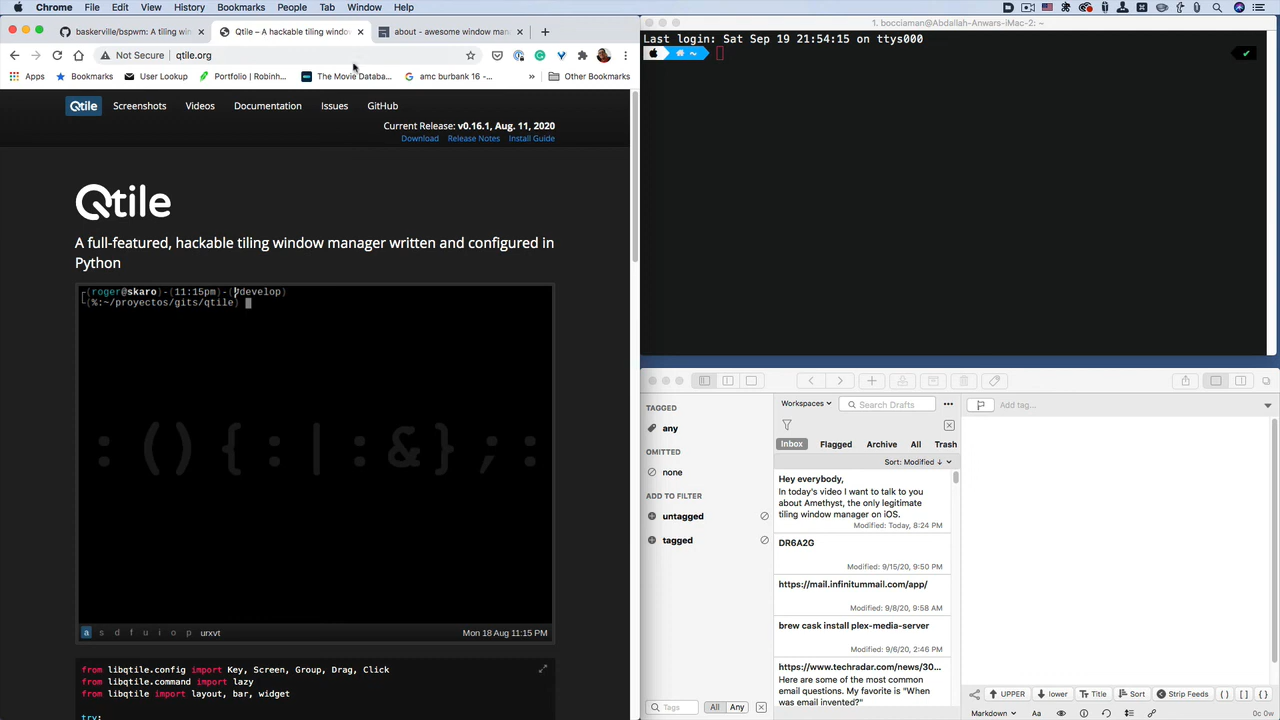 Chrome File Edit View History Bookmarks People Tab Window Help
baskerville/bspwm: A tiling wi
Qtile – A hackable tiling windo
about - awesome window man
Not Secure qtile.org
Apps Bookmarks User Lookup Portfolio | Robinh... The Movie Databa... amc burbank 16 -... Other Bookmarks
Qtile Screenshots Videos Documentation Issues GitHub
Current Release: v0.16.1, Aug. 11, 2020
Download Release Notes Install Guide
Qtile
A full-featured, hackable tiling window manager written and configured in
Python
(roger@skaro)-(11:15pm)-( develop)
(%:~/proyectos/gits/qtile)
:(){:|:&};:
a s d f u i o p urxvt Mon 18 Aug 11:15 PM
from libqtile.config import Key, Screen, Group, Drag, Click
from libqtile.command import lazy
from libqtile import layout, bar, widget
try:
1. bocciaman@Abdallah-Anwars-iMac-2: ~
Last login: Sat Sep 19 21:54:15 on ttys000
~
TAGGED
any
OMITTED
none
ADD TO FILTER
untagged
tagged
Tags All Any
Workspaces Search Drafts
Inbox Flagged Archive All Trash
Sort: Modified ↓
Hey everybody,
In today's video I want to talk to you
about Amethyst, the only legitimate
tiling window manager on iOS.
Modified: Today, 8:24 PM
DR6A2G
Modified: 9/15/20, 9:50 PM
https://mail.infinitummail.com/app/
Modified: 9/8/20, 9:58 AM
brew cask install plex-media-server
Modified: 9/6/20, 2:46 PM
https://www.techradar.com/news/30...
Here are some of the most common
email questions. My favorite is "When
was email invented?"
Add tag...
UPPER lower Title Sort Strip Feeds ( ) [ ] { }
Markdown Aa 0c 0w